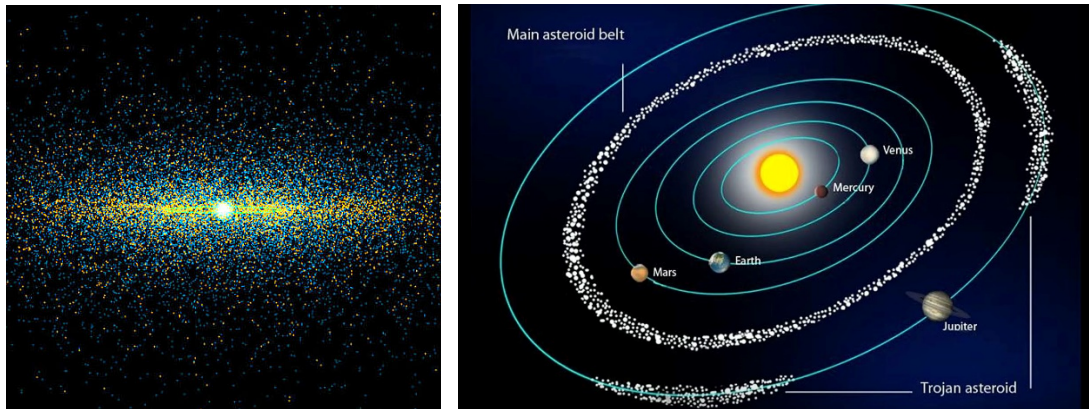 Main asteroid belt
Venus
Mercury
Earth
Mars
Jupiter
Trojan asteroid